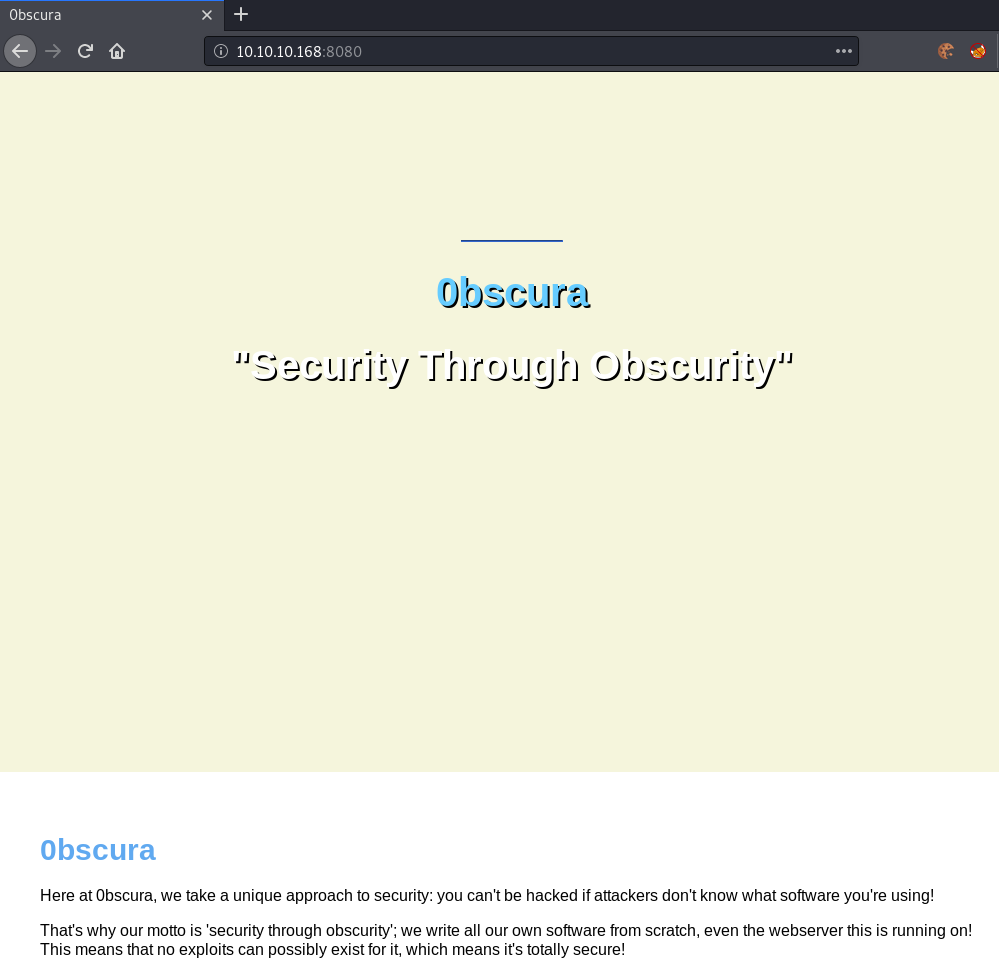 0bscura
10.10.10.168:8080
0bscura
"Security Through Obscurity"
0bscura
Here at 0bscura, we take a unique approach to security: you can't be hacked if attackers don't know what software you're using!
That's why our motto is 'security through obscurity'; we write all our own software from scratch, even the webserver this is running on!
This means that no exploits can possibly exist for it, which means it's totally secure!